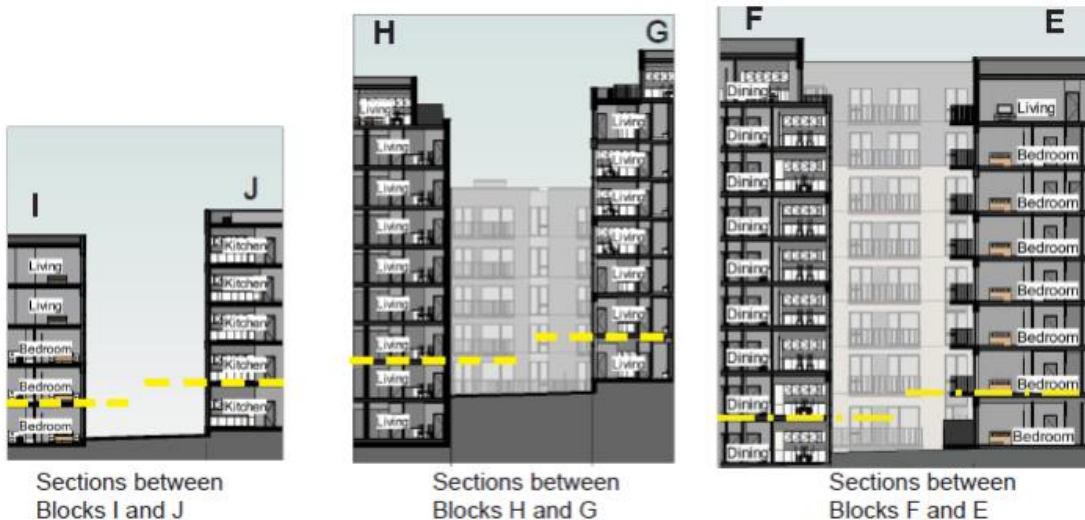 I
Living
Living
Bedroom
Bedroom
Bedroom
J
Kitchen
Kitchen
Kitchen
Kitchen
Kitchen
Sections between
Blocks I and J
H
Living
Living
Living
Living
Living
Living
Living
Living
Living
G
Living
Living
Living
Living
Living
Living
Living
Sections between
Blocks H and G
F
Dining
Dining
Dining
Dining
Dining
Dining
Dining
Dining
Dining
E
Living
Bedroom
Bedroom
Bedroom
Bedroom
Bedroom
Bedroom
Bedroom
Sections between
Blocks F and E